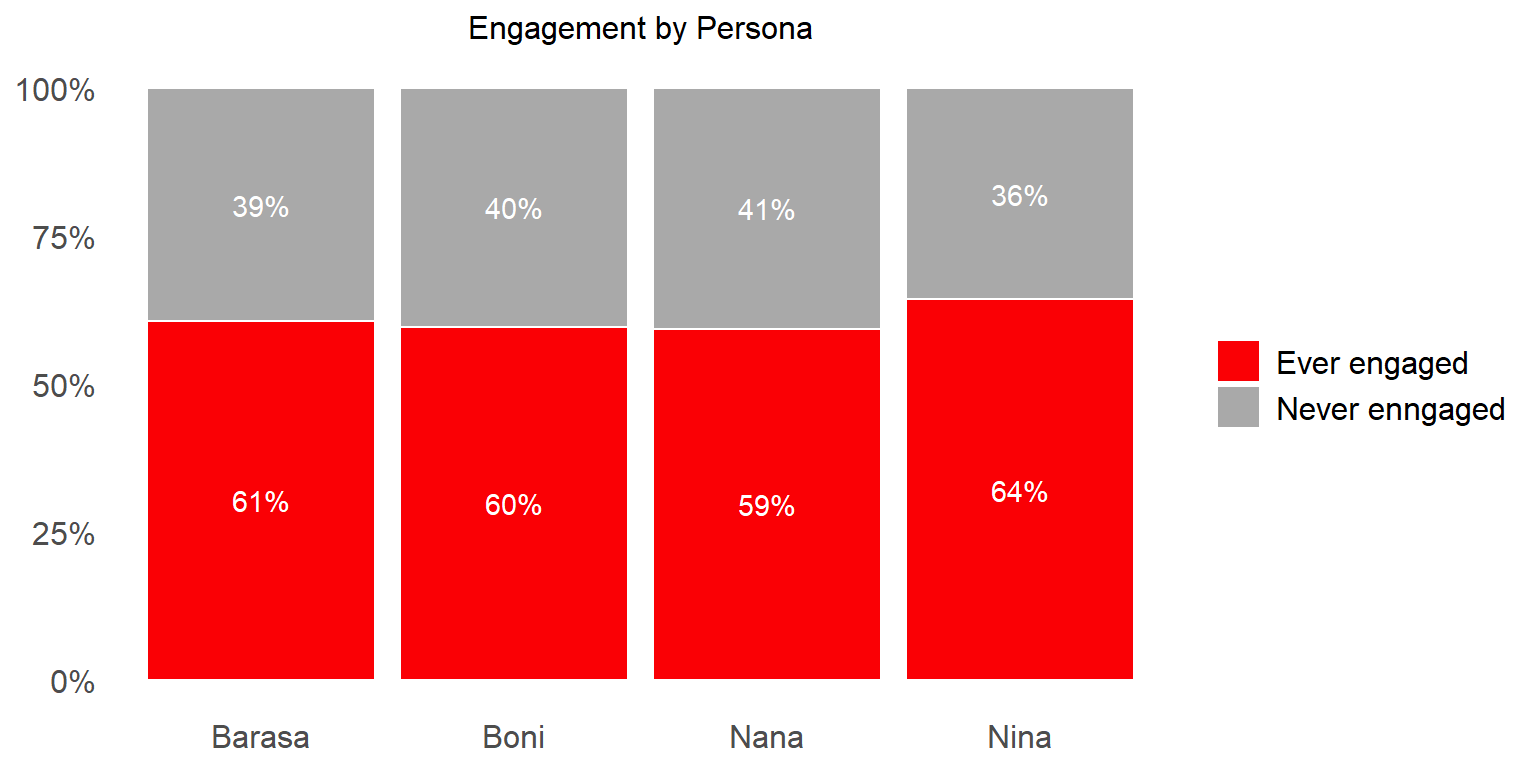 Engagement by Persona
100%
75%
50%
25%
0%
39%
40%
41%
36%
61%
60%
59%
64%
Barasa
Boni
Nana
Nina
Ever engaged
Never enngaged